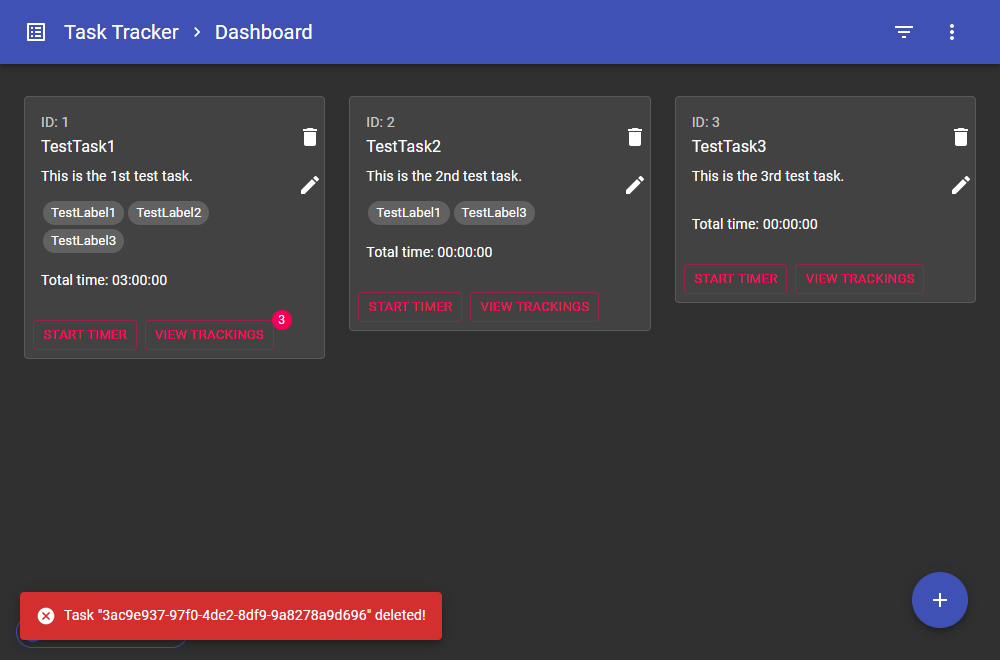 Task Tracker > Dashboard
ID: 1
TestTask1
This is the 1st test task.
TestLabel1 TestLabel2
TestLabel3
Total time: 03:00:00
START TIMER VIEW TRACKINGS 3
ID: 2
TestTask2
This is the 2nd test task.
TestLabel1 TestLabel3
Total time: 00:00:00
START TIMER VIEW TRACKINGS
ID: 3
TestTask3
This is the 3rd test task.
Total time: 00:00:00
START TIMER VIEW TRACKINGS
Task "3ac9e937-97f0-4de2-8df9-9a8278a9d696" deleted!